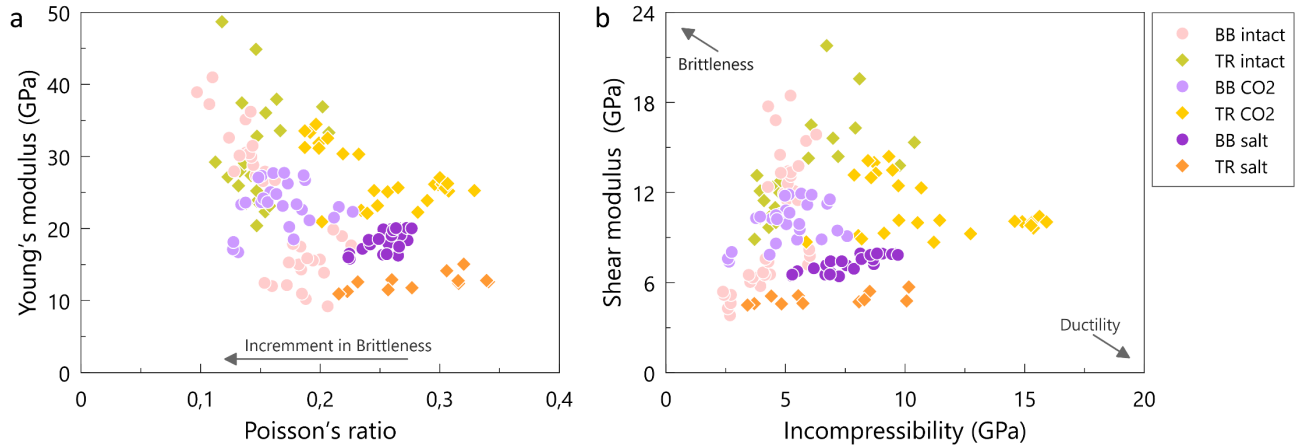 a
Young's modulus (GPa)
50
40
30
20
10
0
Incremment in Brittleness
0
0,1
0,2
0,3
0,4
Poisson's ratio
b
Shear modulus (GPa)
24
18
12
6
0
Brittleness
Ductility
0
5
10
15
20
Incompressibility (GPa)
BB intact
TR intact
BB CO2
TR CO2
BB salt
TR salt